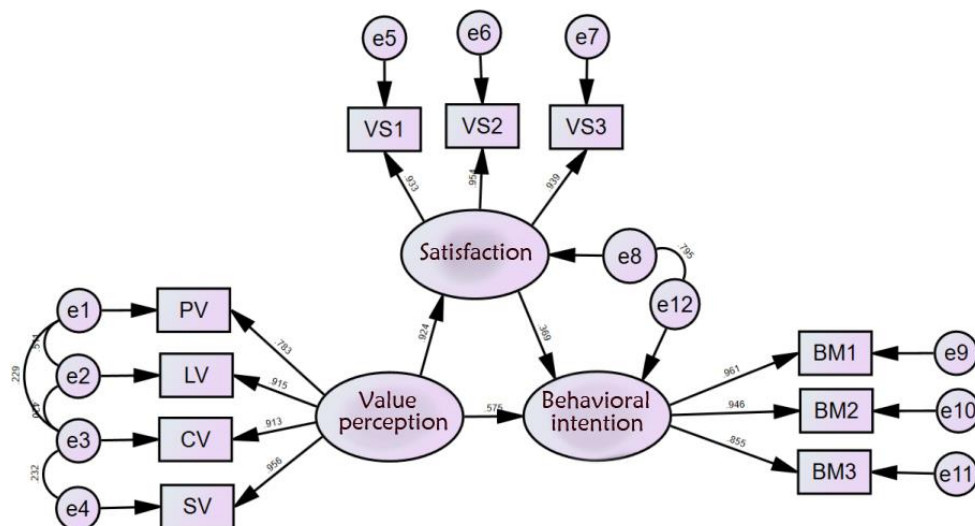 e5
e6
e7
VS1
VS2
VS3
.933
.954
.939
Satisfaction
e8
.795
e12
e1
PV
.783
.924
.369
.229
e2
LV
.915
BM1
e9
.961
Value
perception
.575
Behavioral
intention
.946
BM2
e10
e3
CV
.913
.855
BM3
e11
.232
.956
e4
SV